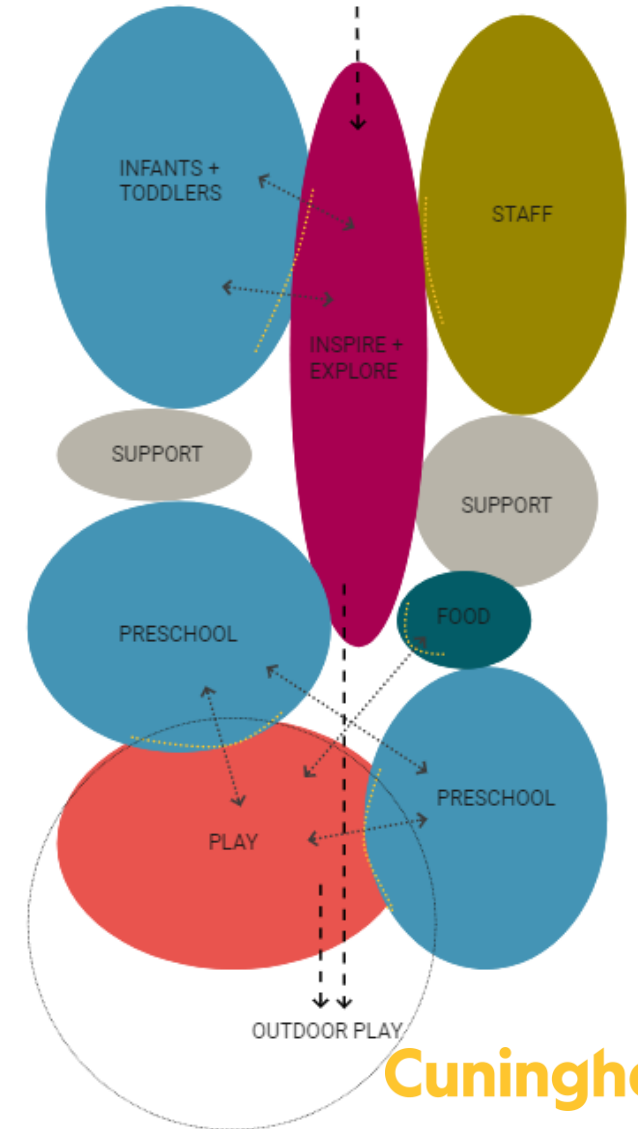 INFANTS +
TODDLERS
STAFF
INSPIRE +
EXPLORE
SUPPORT
SUPPORT
FOOD
PRESCHOOL
PRESCHOOL
PLAY
OUTDOOR PLAY